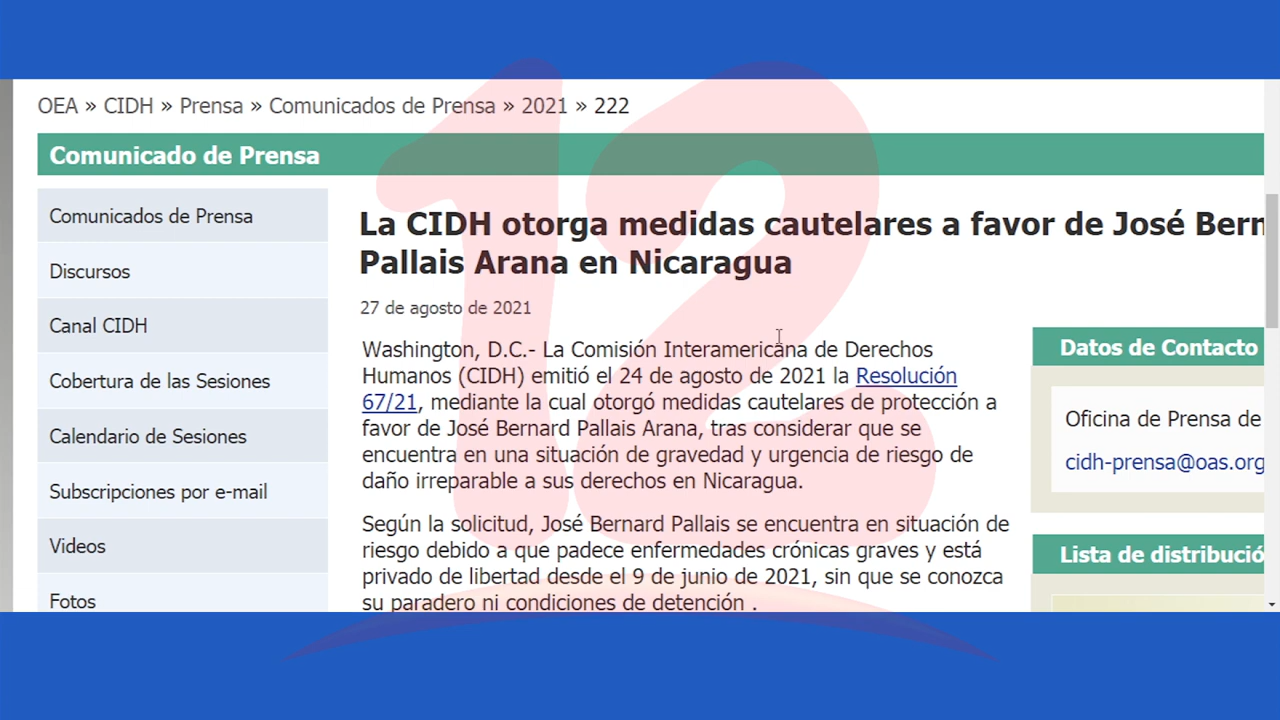 OEA » CIDH » Prensa » Comunicados de Prensa » 2021 » 222
Comunicado de Prensa
Comunicados de Prensa
Discursos
Canal CIDH
Cobertura de las Sesiones
Calendario de Sesiones
Subscripciones por e-mail
Videos
Fotos
La CIDH otorga medidas cautelares a favor de José Bern
Pallais Arana en Nicaragua
27 de agosto de 2021
Washington, D.C.- La Comisión Interamericana de Derechos
Humanos (CIDH) emitió el 24 de agosto de 2021 la Resolución
67/21, mediante la cual otorgó medidas cautelares de protección a
favor de José Bernard Pallais Arana, tras considerar que se
encuentra en una situación de gravedad y urgencia de riesgo de
daño irreparable a sus derechos en Nicaragua.
Según la solicitud, José Bernard Pallais se encuentra en situación de
riesgo debido a que padece enfermedades crónicas graves y está
privado de libertad desde el 9 de junio de 2021, sin que se conozca
su paradero ni condiciones de detención .
Datos de Contacto
Oficina de Prensa de
cidh-prensa@oas.org
Lista de distribució
12